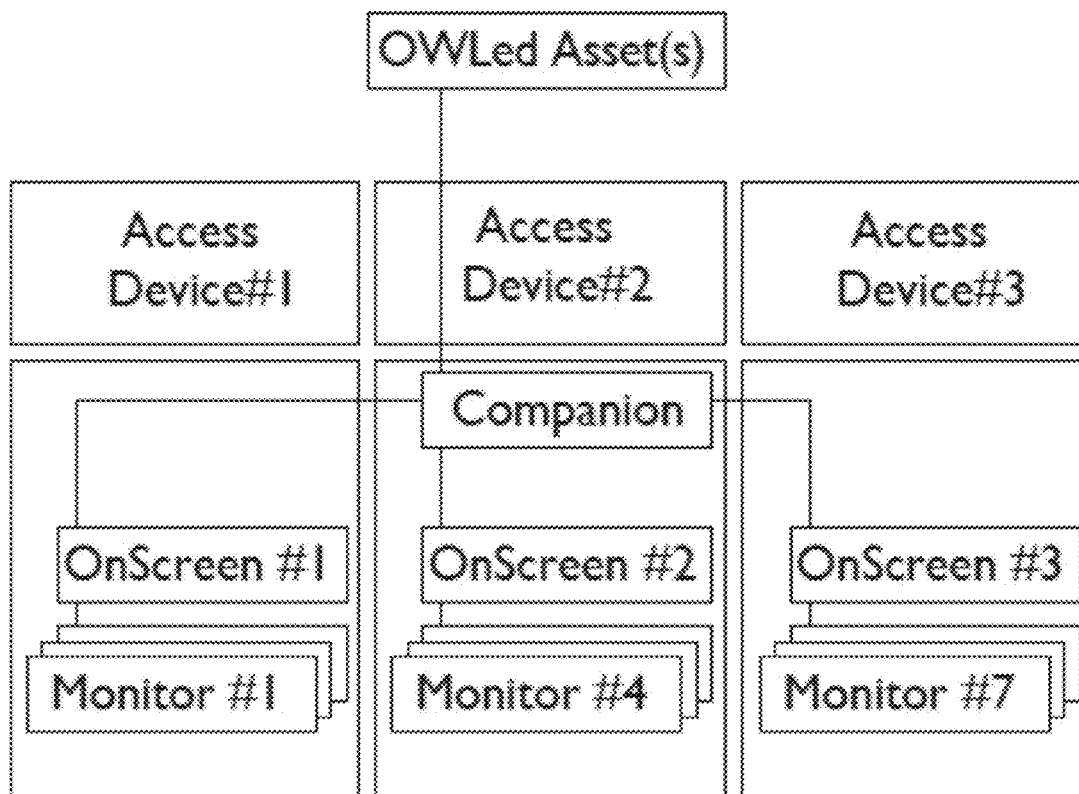 OWLed Asset(s)
Access
Device#1
Access
Device#2
Access
Device#3
Companion
OnScreen #1
OnScreen #2
OnScreen #3
Monitor #1
Monitor #4
Monitor #7